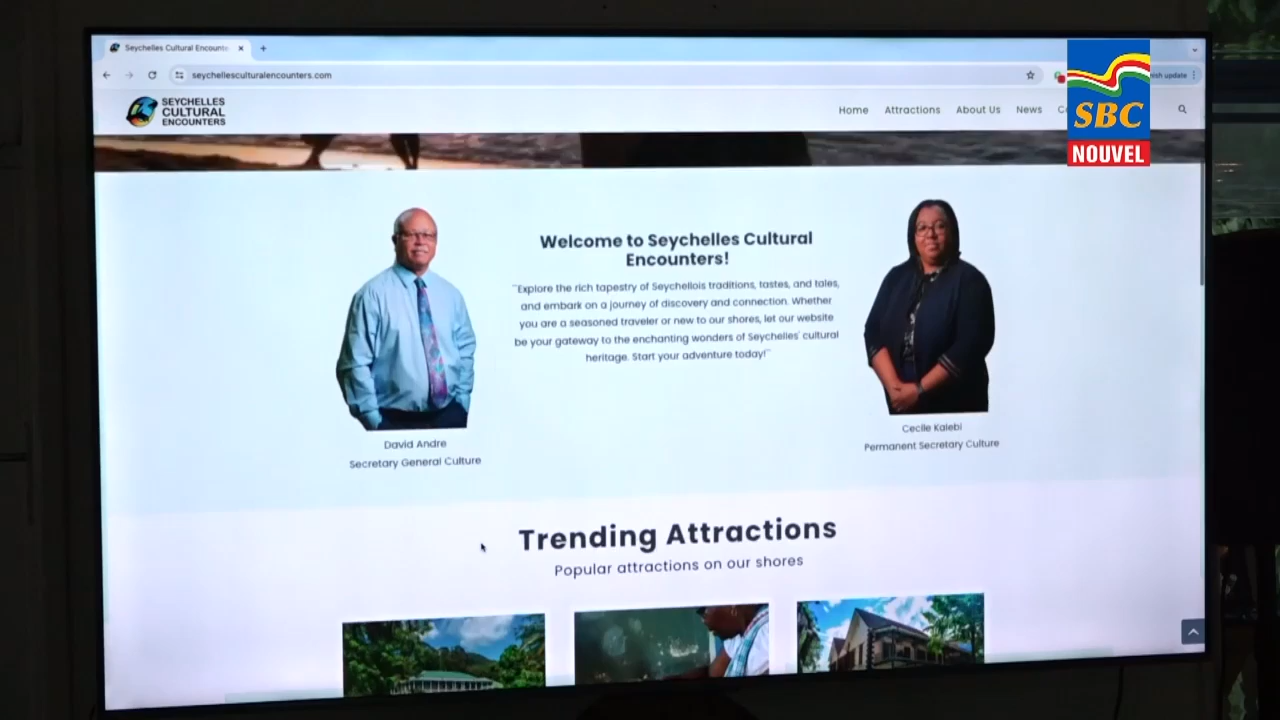 Seychelles Cultural Encounte
seychellesculturalencounters.com
nish update
SEYCHELLES
CULTURAL
ENCOUNTERS
Home
Attractions
About Us
News
SBC
NOUVEL
Welcome to Seychelles Cultural
Encounters!
"Explore the rich tapestry of Seychellois traditions, tastes, and tales,
and embark on a journey of discovery and connection. Whether
you are a seasoned traveler or new to our shores, let our website
be your gateway to the enchanting wonders of Seychelles' cultural
heritage. Start your adventure today!"
David Andre
Secretary General Culture
Cecile Kalebi
Permanent Secretary Culture
Trending Attractions
Popular attractions on our shores